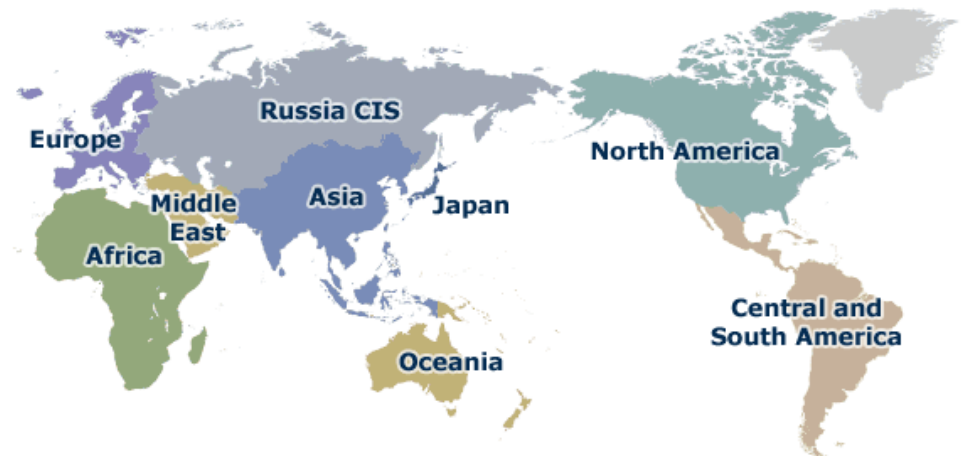 Russia CIS
Europe
North America
Asia
Middle
East
Japan
Africa
Central and
South America
Oceania